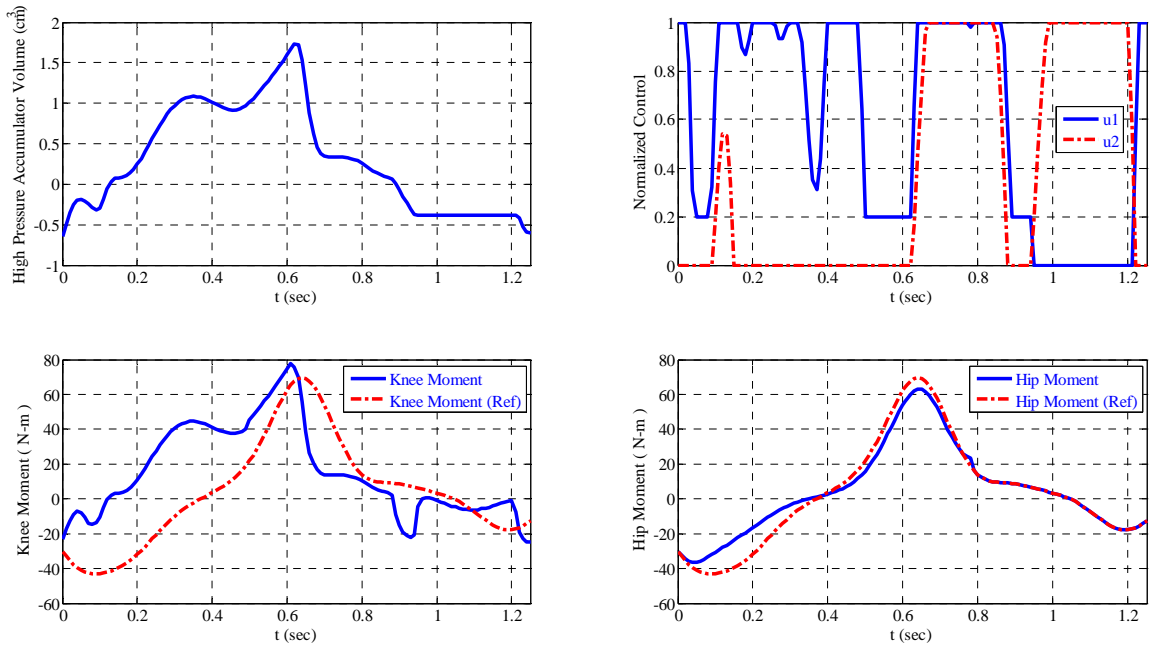 High Pressure Accumulator Volume (cm3)
2
1.5
1
0.5
0
-0.5
-1
0 0.2 0.4 0.6 0.8 1 1.2
t (sec)
Normalized Control
1
0.8
0.6
0.4
0.2
0
0 0.2 0.4 0.6 0.8 1 1.2
t (sec)
u1
u2
Knee Moment ( N-m )
80
60
40
20
0
-20
-40
-60
0 0.2 0.4 0.6 0.8 1 1.2
t (sec)
Knee Moment
Knee Moment (Ref)
Hip Moment ( N-m )
80
60
40
20
0
-20
-40
-60
0 0.2 0.4 0.6 0.8 1 1.2
t (sec)
Hip Moment
Hip Moment (Ref)